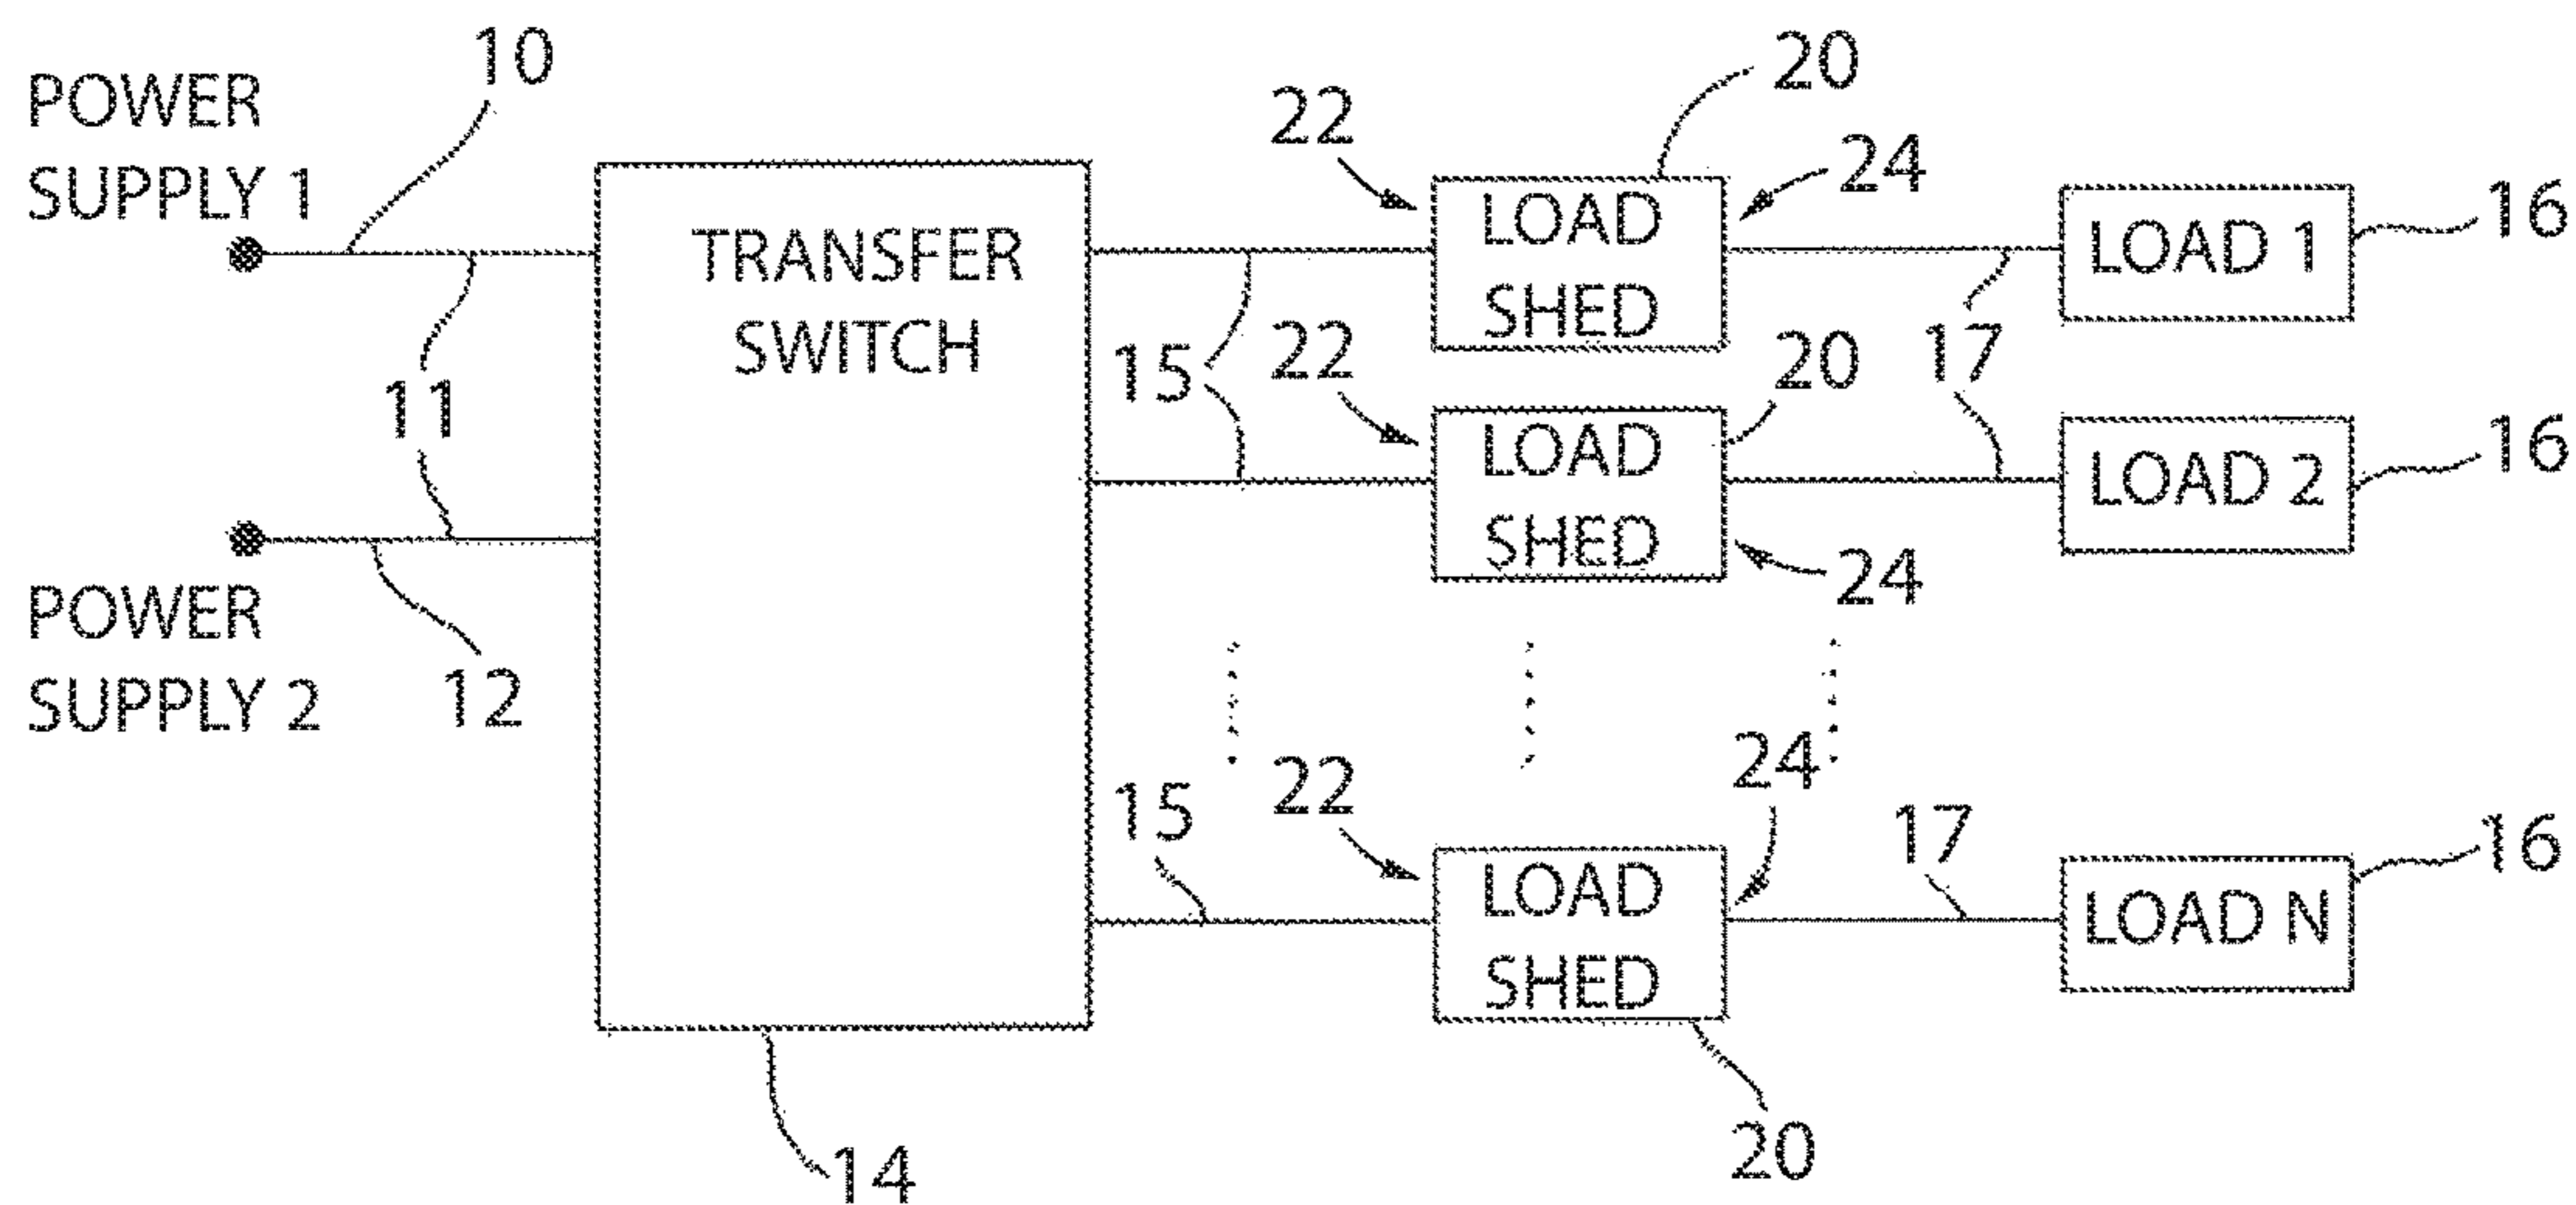 POWER
SUPPLY 1
10
11
POWER
SUPPLY 2
12
TRANSFER
SWITCH
14
15
15
22
LOAD
SHED
20
24
17
LOAD 1
16
22
LOAD
SHED
20
24
LOAD 2
16
22
LOAD
SHED
24
20
17
LOAD N
16